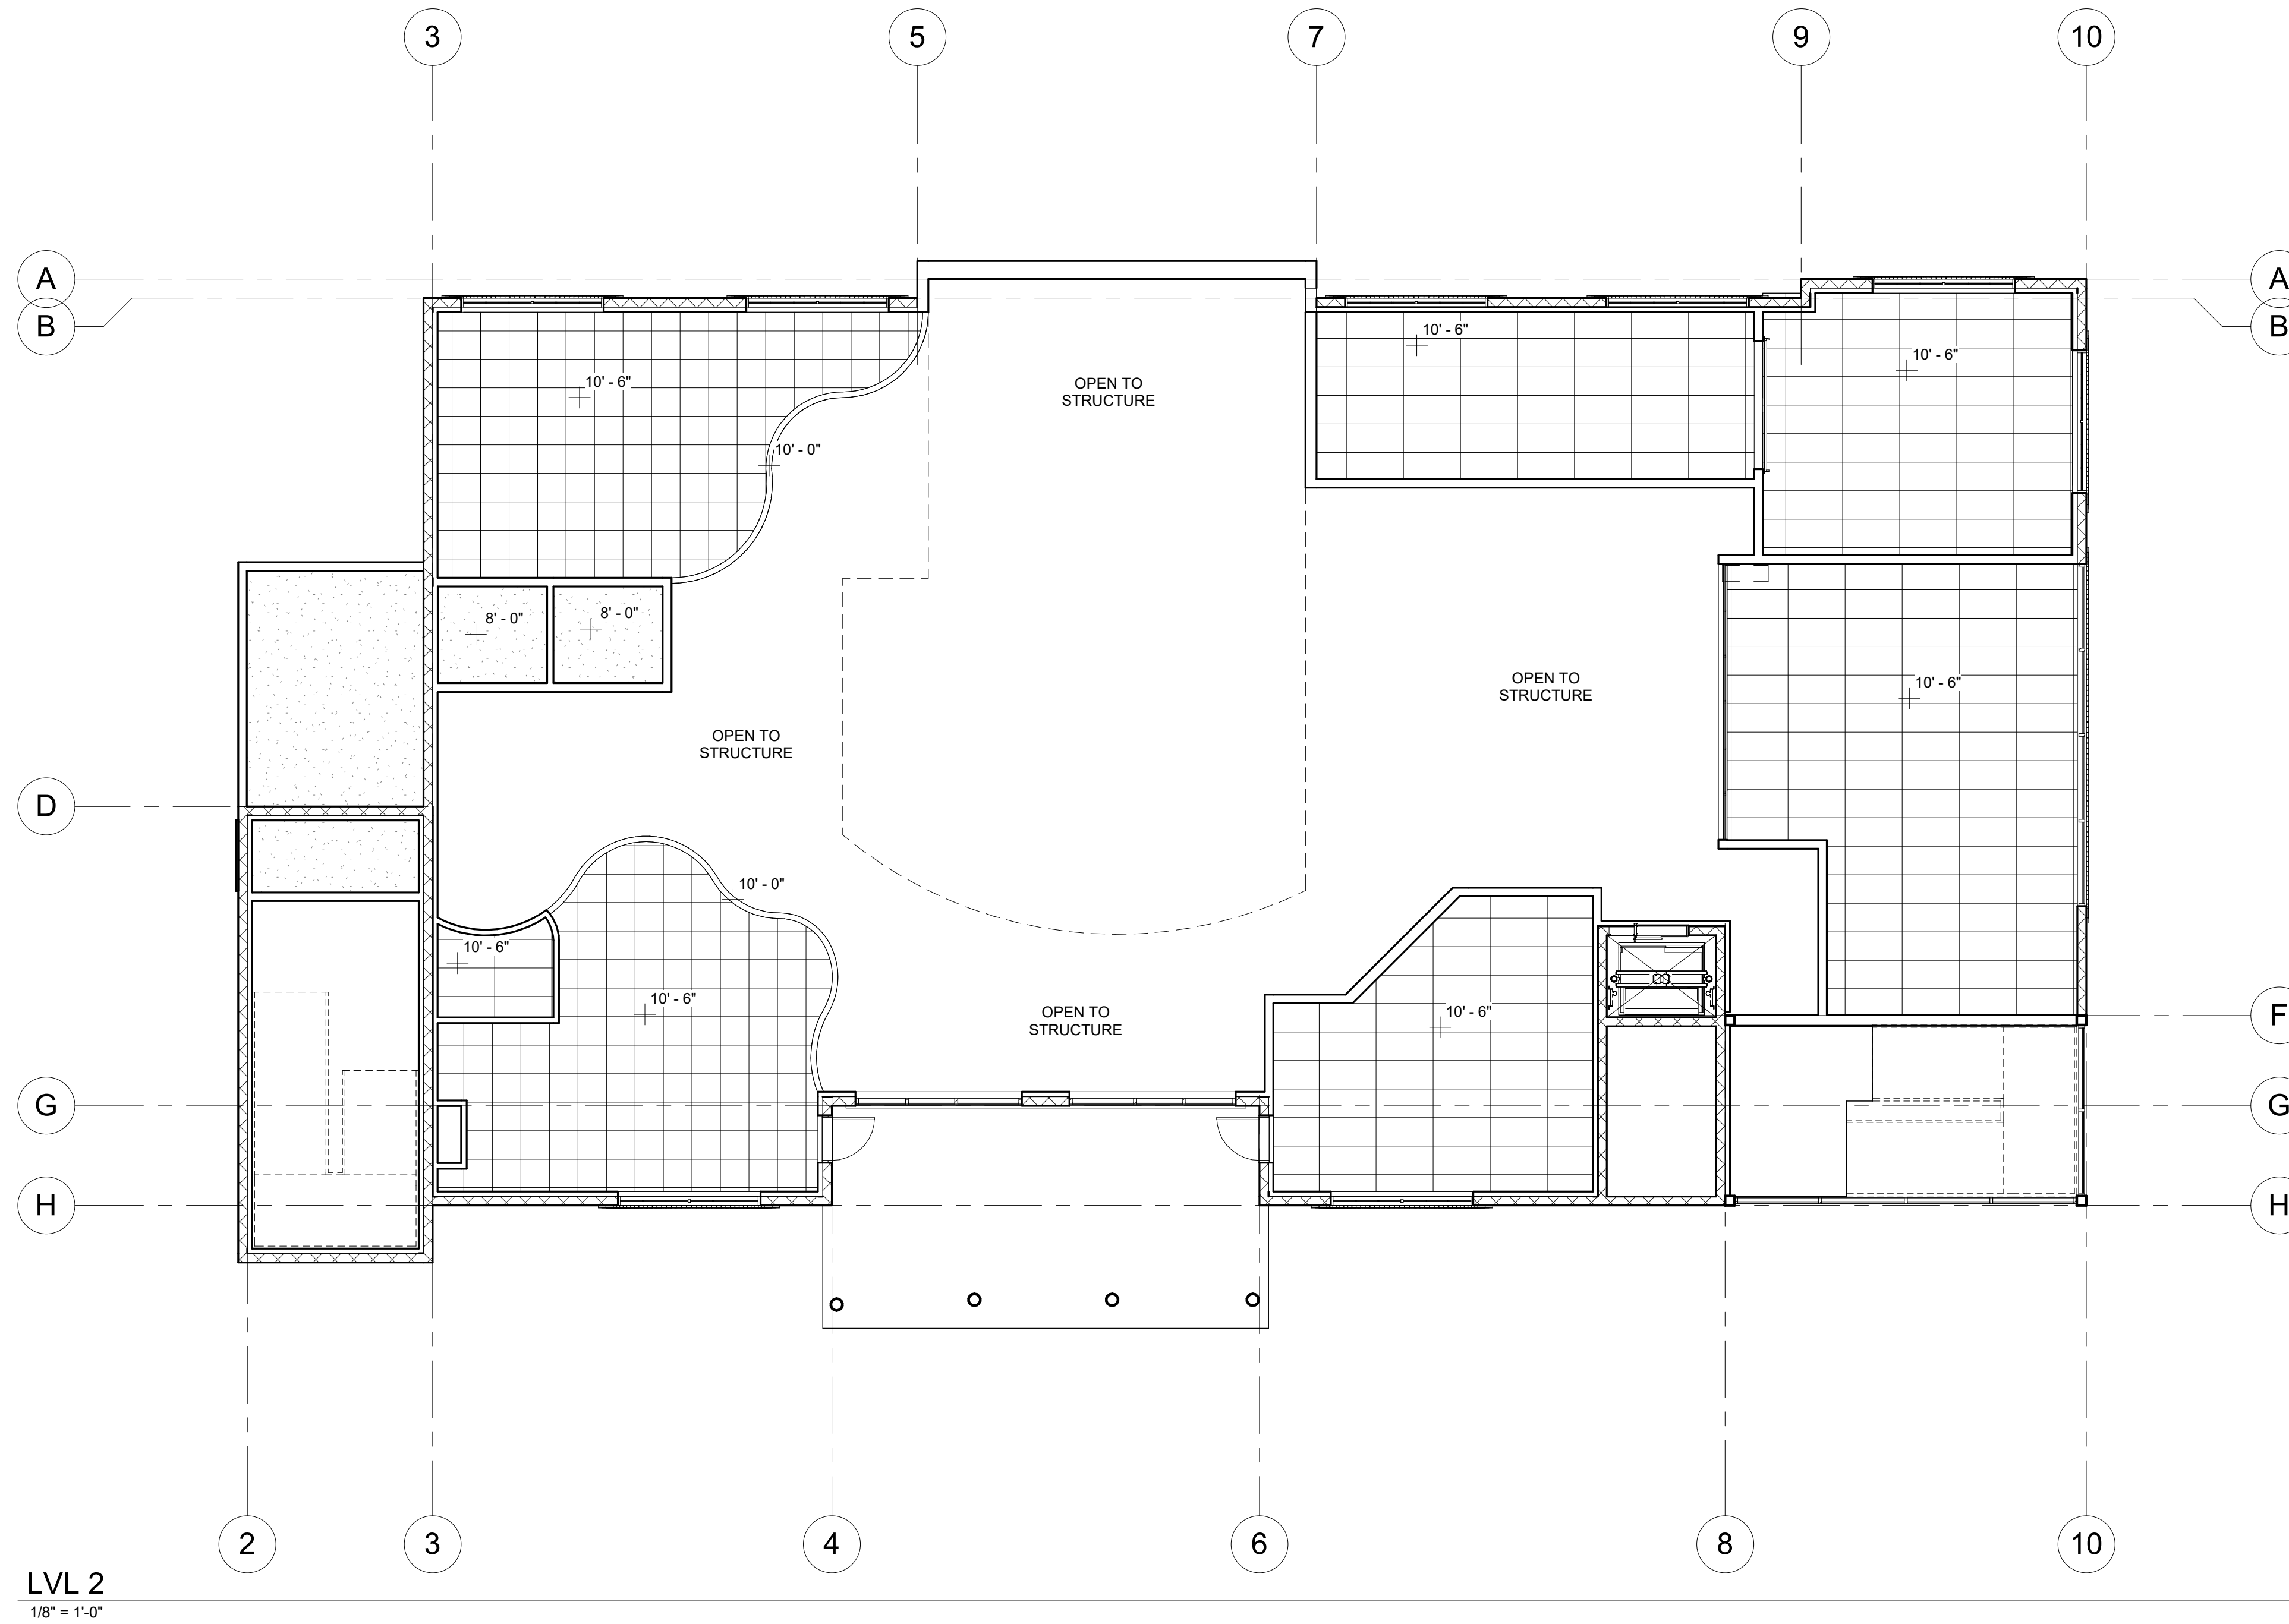 3
5
7
9
10
A
A
B
B
10' - 6"
10' - 6"
10' - 6"
OPEN TO
STRUCTURE
10' - 0"
8' - 0"
8' - 0"
OPEN TO
STRUCTURE
10' - 6"
OPEN TO
STRUCTURE
D
10' - 0"
10' - 6"
10' - 6"
OPEN TO
STRUCTURE
10' - 6"
F
G
G
H
H
2
3
4
6
8
10
LVL 2
1/8" = 1'-0"